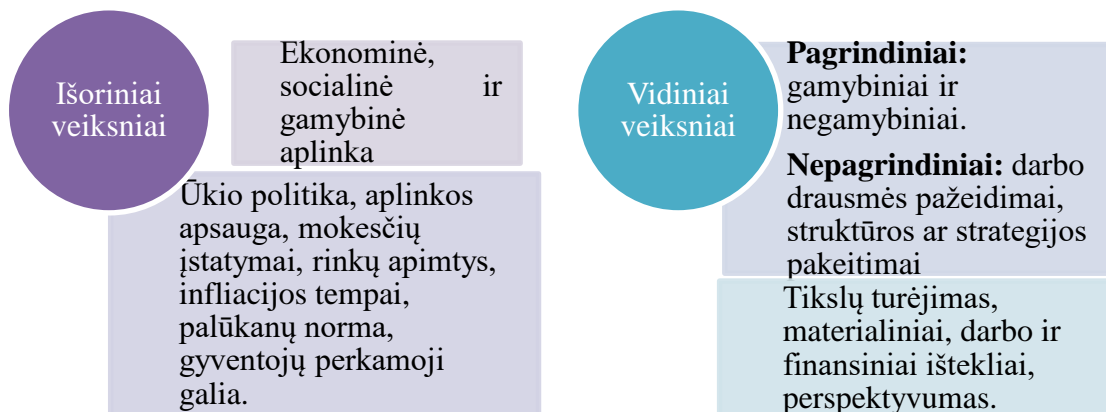 Išoriniai
veiksniai
Ekonominė,
socialinė ir
gamybinė
aplinka
Ūkio politika, aplinkos
apsauga, mokesčių
įstatymai, rinkų apimtys,
infliacijos tempai,
palūkanų norma,
gyventojų perkamoji
galia.
Vidiniai
veiksniai
Pagrindiniai:
gamybiniai ir
negamybiniai.
Nepagrindiniai: darbo
drausmės pažeidimai,
struktūros ar strategijos
pakeitimai
Tikslų turėjimas,
materialiniai, darbo ir
finansiniai ištekliai,
perspektyvumas.